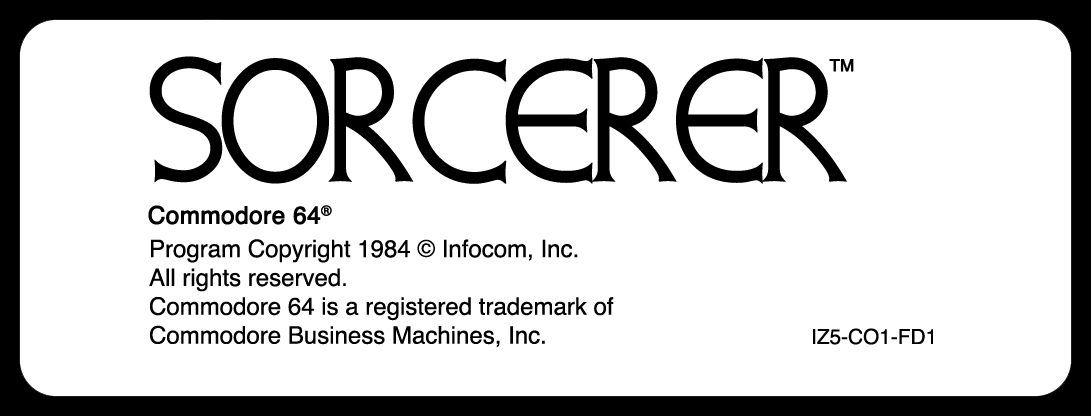 SORCERER™
Commodore 64®
Program Copyright 1984 © Infocom, Inc.
All rights reserved.
Commodore 64 is a registered trademark of
Commodore Business Machines, Inc.
IZ5-CO1-FD1